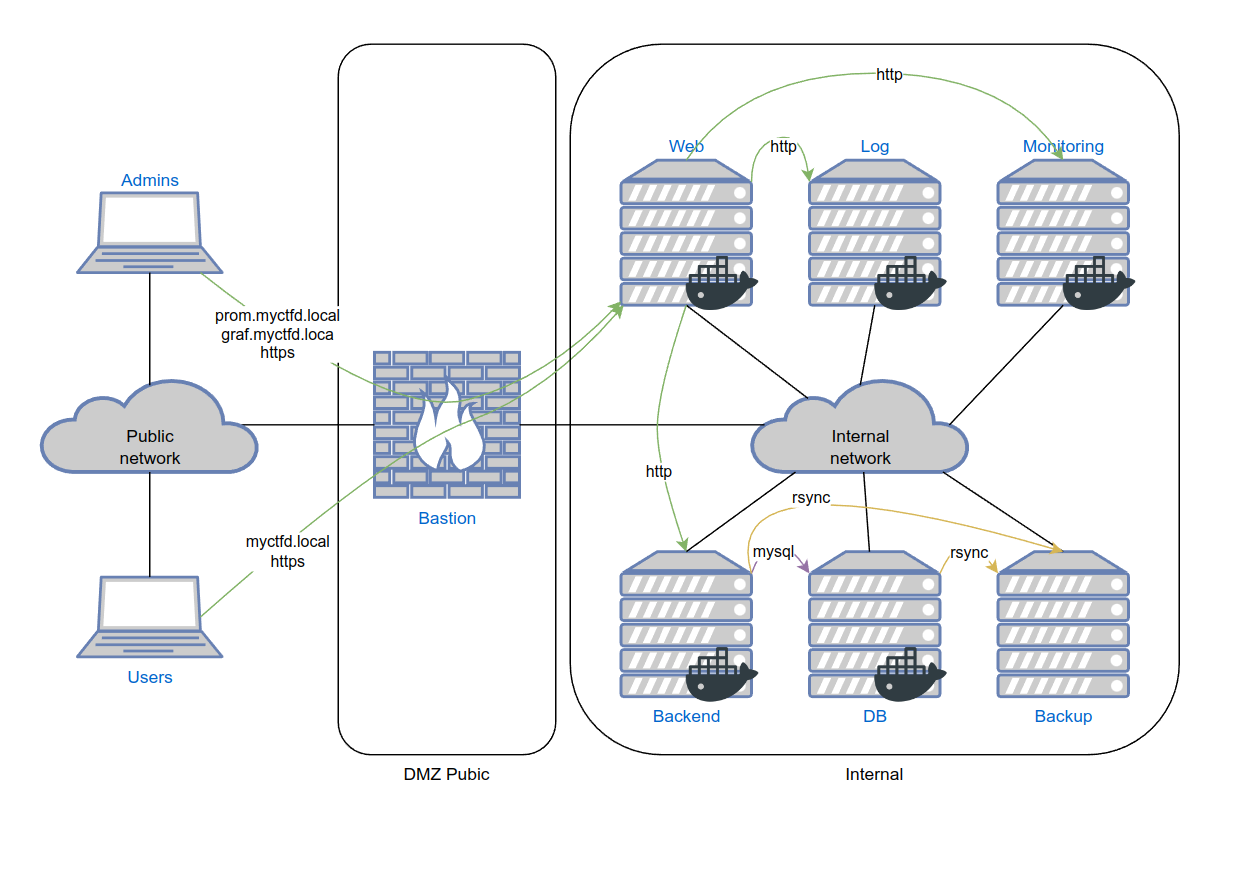 http
Web
http
Log
Monitoring
Admins
prom.myctfd.local
graf.myctfd.loca
https
Public
network
Internal
network
http
rsync
Bastion
myctfd.local
https
mysql
rsync
Users
Backend
DB
Backup
DMZ Pubic
Internal